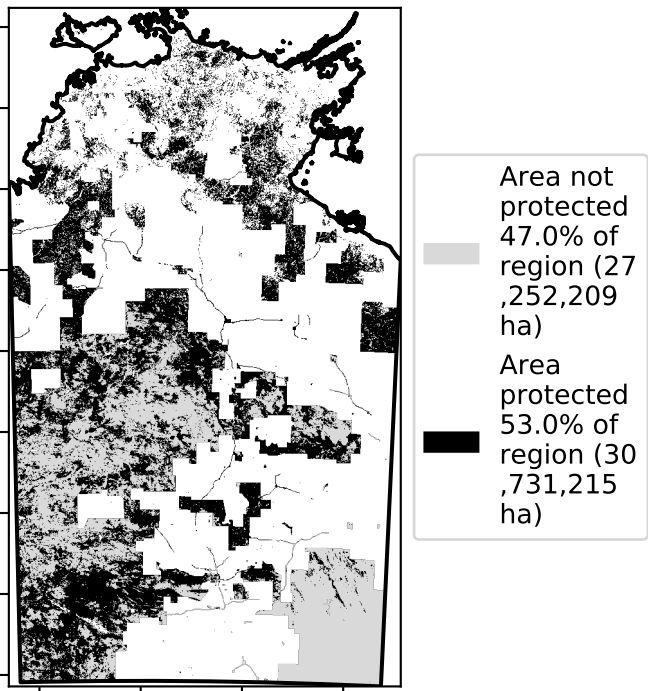 Area not
protected
47.0% of
region (27
,252,209
ha)
Area
protected
53.0% of
region (30
,731,215
ha)